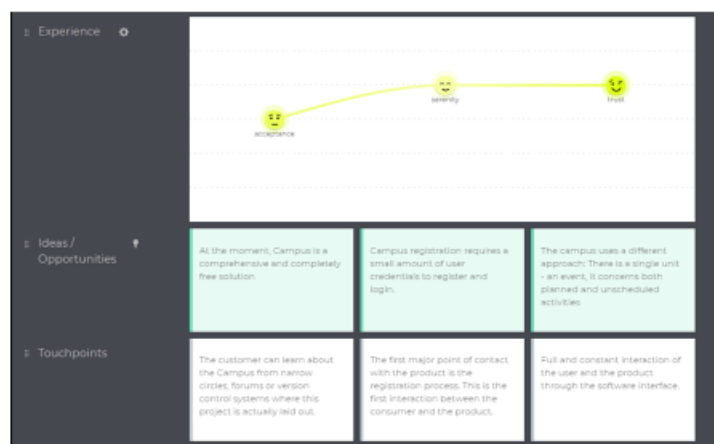 Experience
serenity
trust
acceptance
Ideas /
Opportunities
At the moment, Campus is a
comprehensive and completely
free solution
Campus registration requires a
small amount of user
credentials to register and
login.
The campus uses a different
approach: There is a single unit
- an event, it concerns both
planned and unscheduled
activities
Touchpoints
The customer can learn about
the Campus from narrow
circles, forums or version
control systems where this
project is actually laid out.
The first major point of contact
with the product is the
registration process. This is the
first interaction between the
consumer and the product.
Full and constant interaction of
the user and the product
through the software interface.